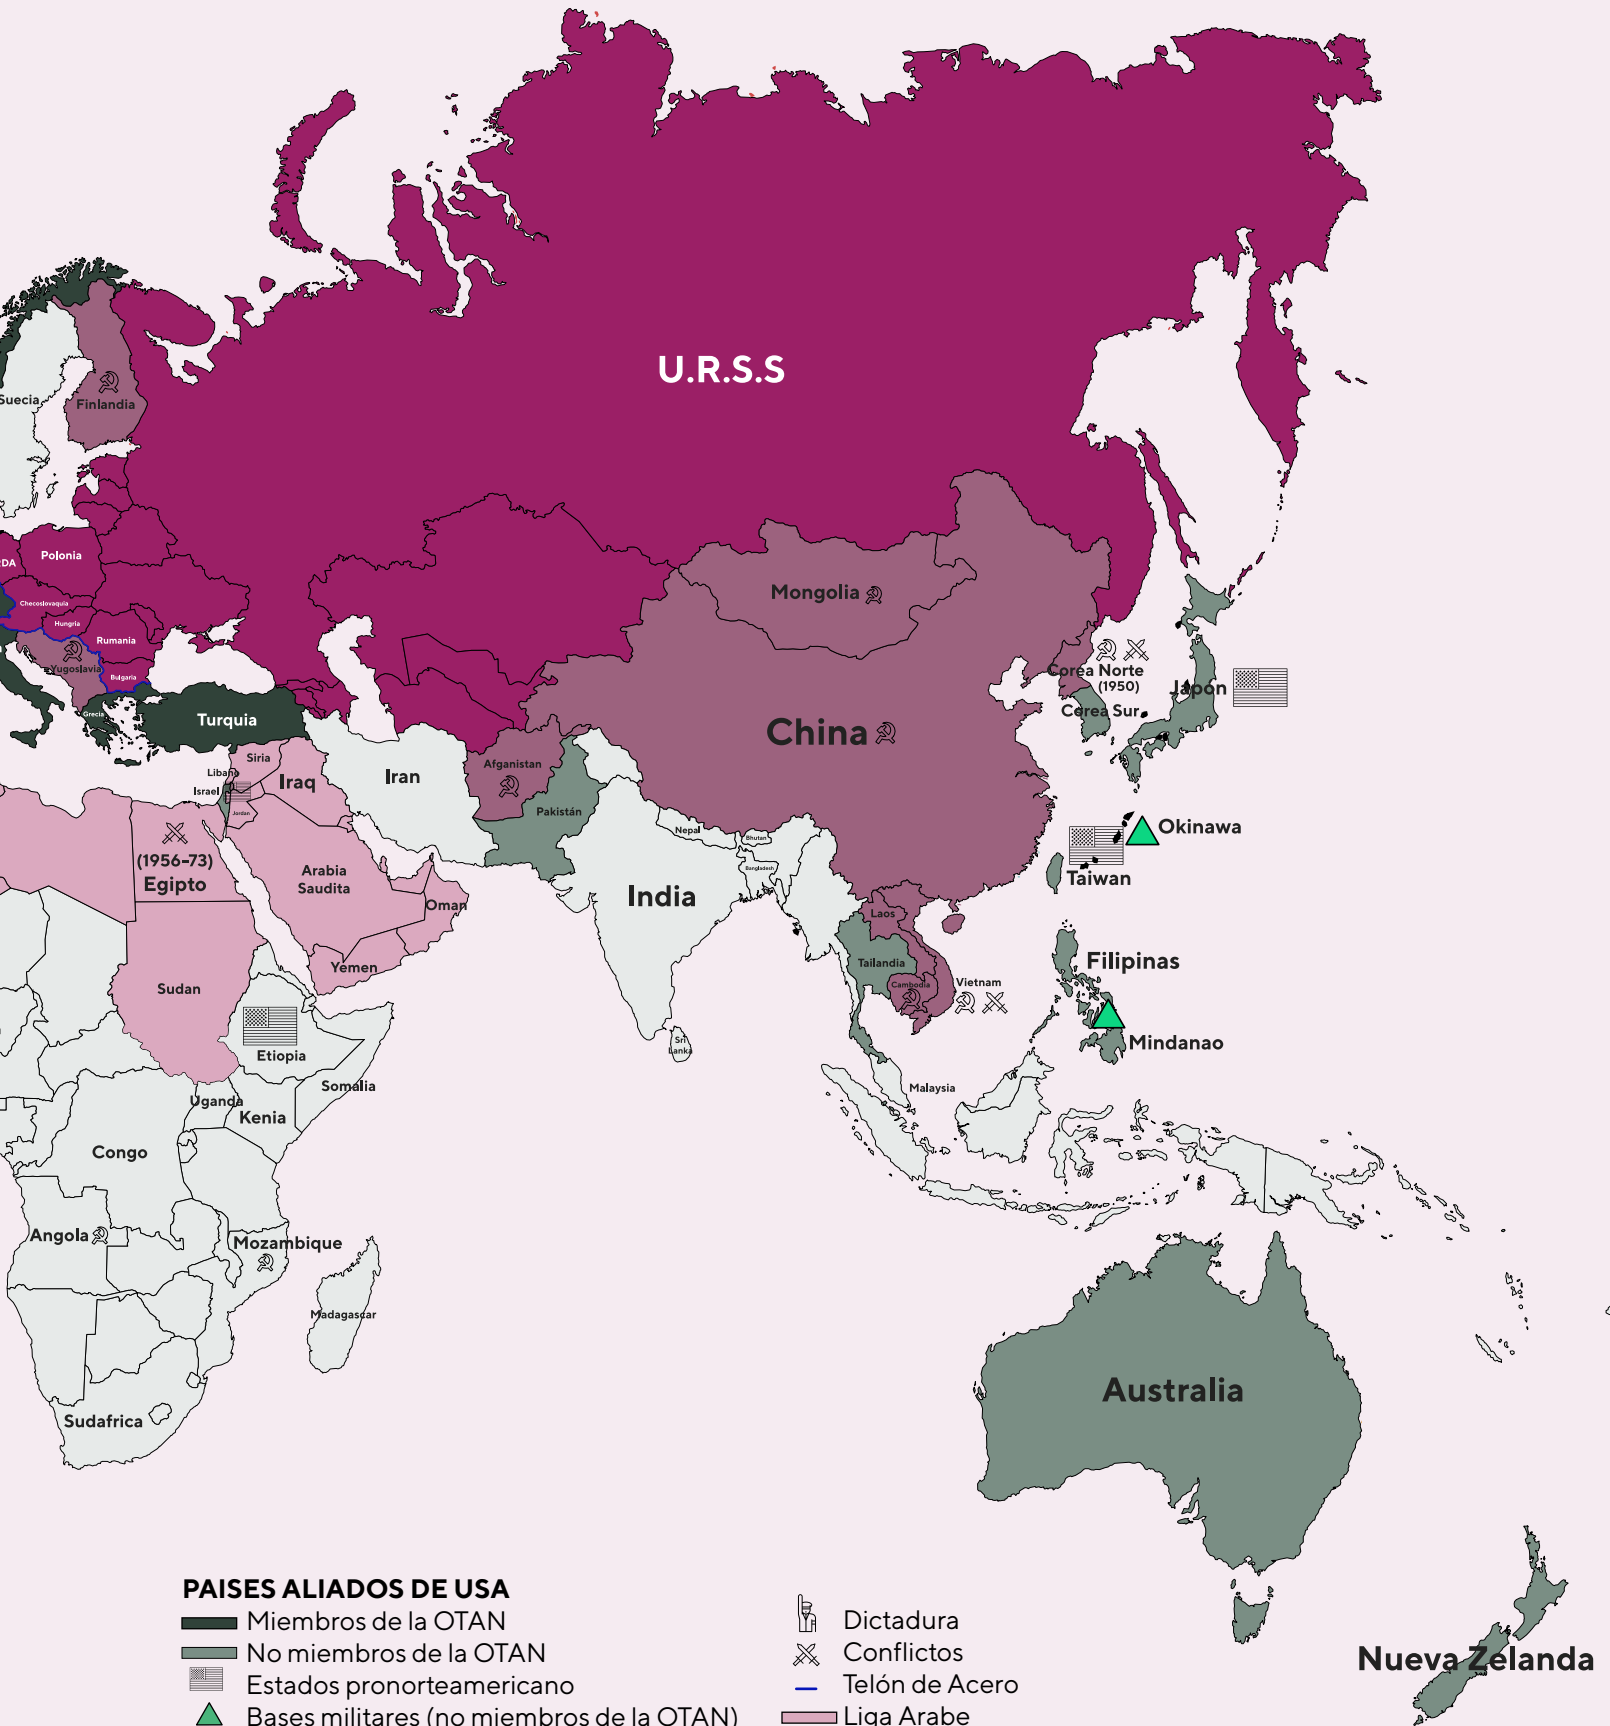 U.R.S.S
Suecia
Finlandia
Polonia
RDA
Checoslovaquia
Hungria
Rumania
Yugoslavia
Bulgaria
Grecia
Turquia
Mongolia
China
Corea Norte
(1950)
Corea Sur
Japón
Siria
Libano
Israel
Iraq
Jordan
Iran
Afganistan
Pakistán
Nepal
Bhutan
Bangladesh
India
Okinawa
Taiwan
(1956-73)
Egipto
Arabia
Saudita
Oman
Yemen
Sudan
Laos
Tailandia
Cambodia
Vietnam
Filipinas
Mindanao
Sri
Lanka
Etiopia
Somalia
Uganda
Kenia
Malaysia
Congo
Angola
Mozambique
Madagascar
Sudafrica
Australia
Nueva Zelanda
PAISES ALIADOS DE USA
Miembros de la OTAN
No miembros de la OTAN
Estados pronorteamericano
Bases militares (no miembros de la OTAN)
Dictadura
Conflictos
Telón de Acero
Liga Arabe